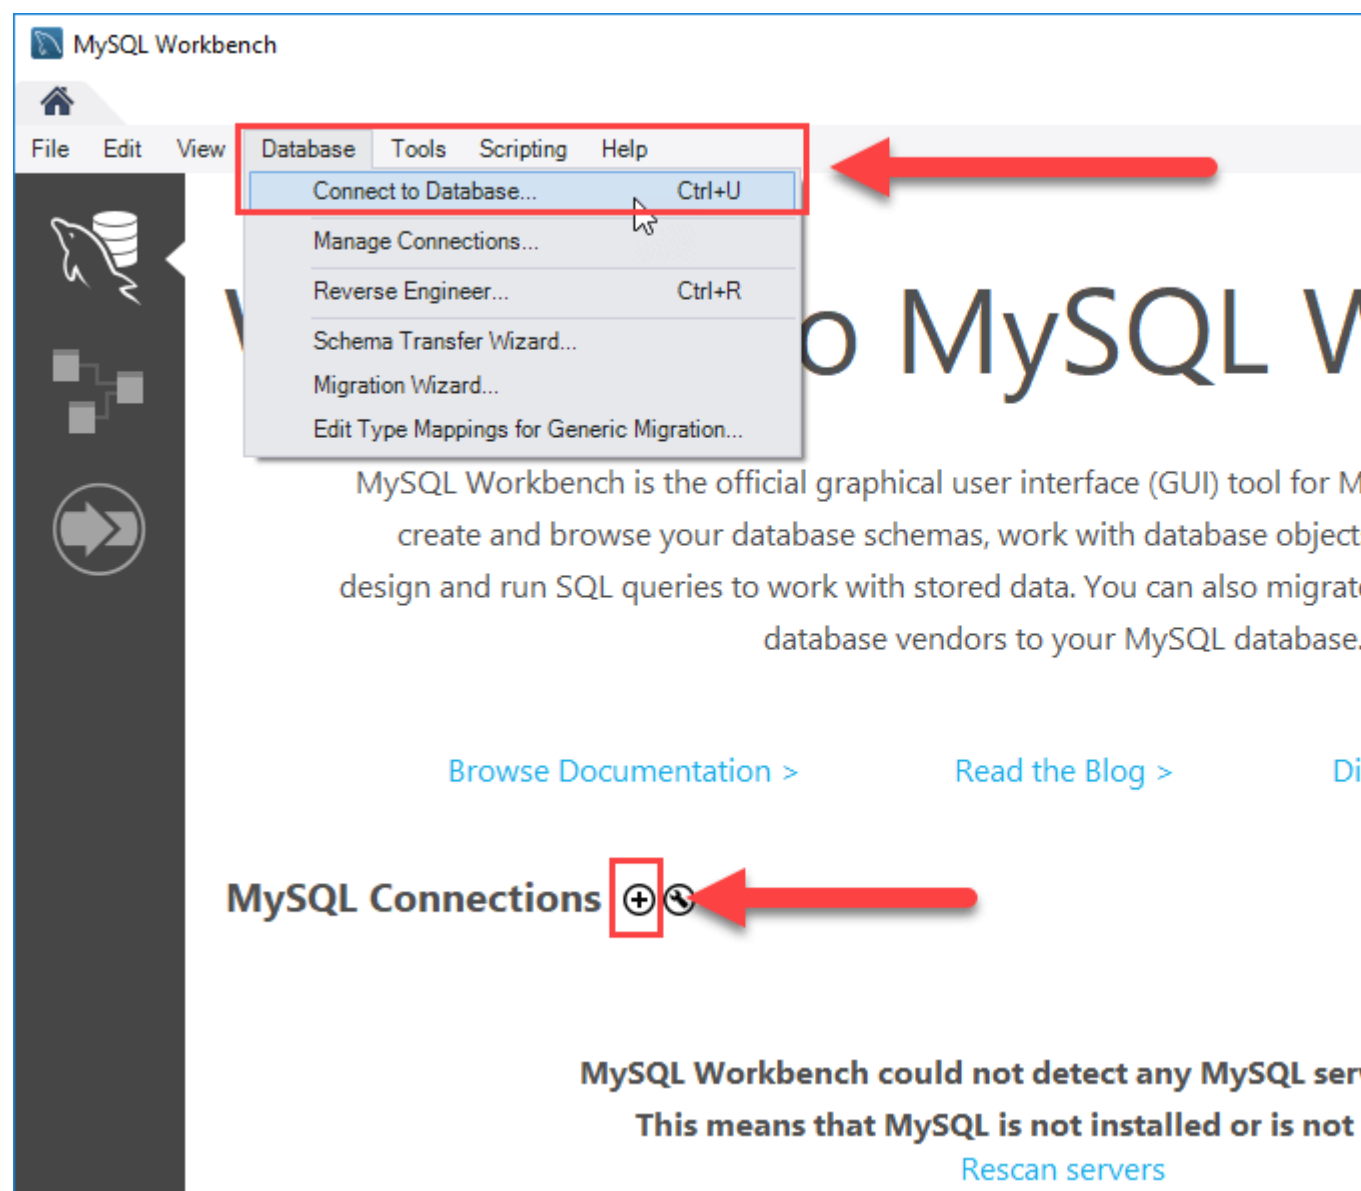 MySQL Workbench
File Edit View Database Tools Scripting Help
Connect to Database... Ctrl+U
Manage Connections...
Reverse Engineer... Ctrl+R
Schema Transfer Wizard...
Migration Wizard...
Edit Type Mappings for Generic Migration...
o MySQL
MySQL Workbench is the official graphical user interface (GUI) tool for
create and browse your database schemas, work with database
design and run SQL queries to work with stored data. You can also
database vendors to your MySQL database.
Browse Documentation >
Read the Blog >
MySQL Connections
MySQL Workbench could not detect any MySQL
This means that MySQL is not installed or is not
Rescan servers